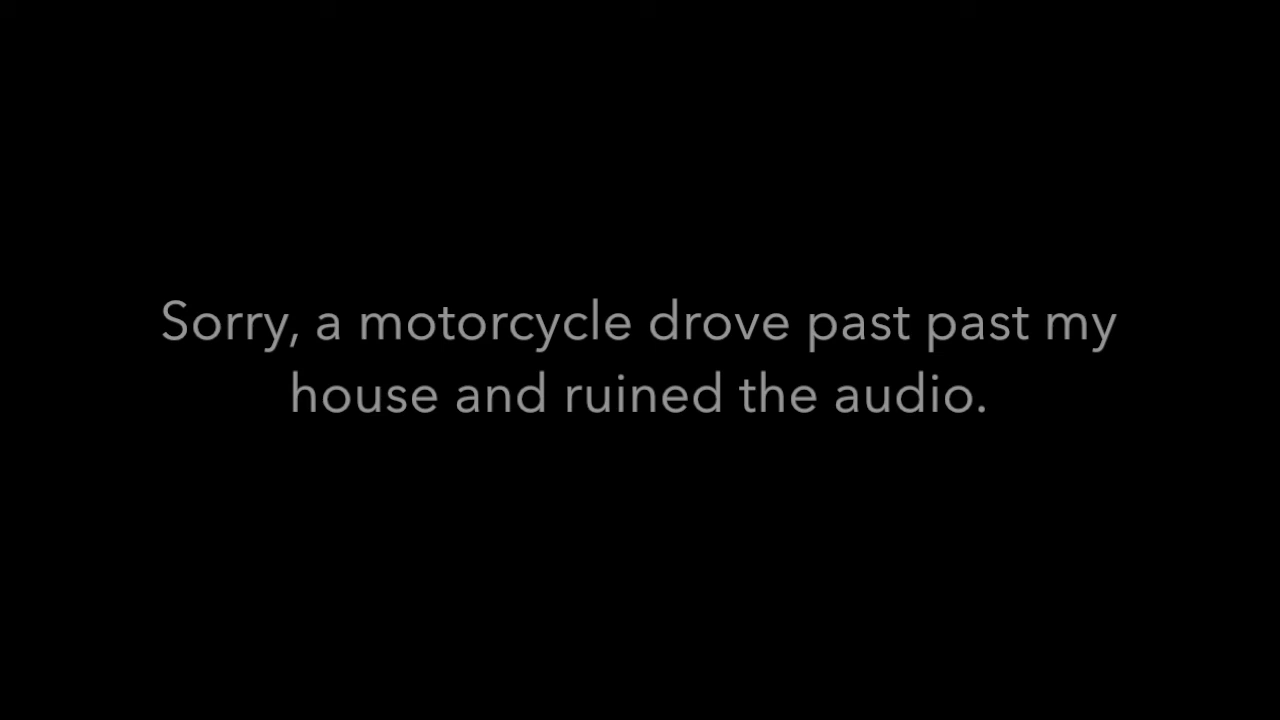 Sorry, a motorcycle drove past past my
house and ruined the audio.